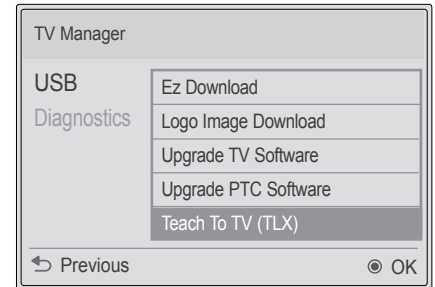 TV Manager
USB
Diagnostics
Ez Download
Logo Image Download
Upgrade TV Software
Upgrade PTC Software
Teach To TV (TLX)
Previous
OK